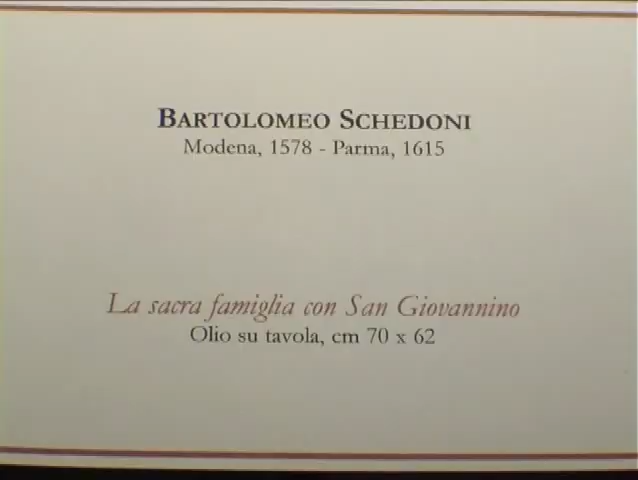 BARTOLOMEO SCHEDONI
Modena, 1578 - Parma, 1615
La sacra famiglia con San Giovannino
Olio su tavola, cm 70 x 62